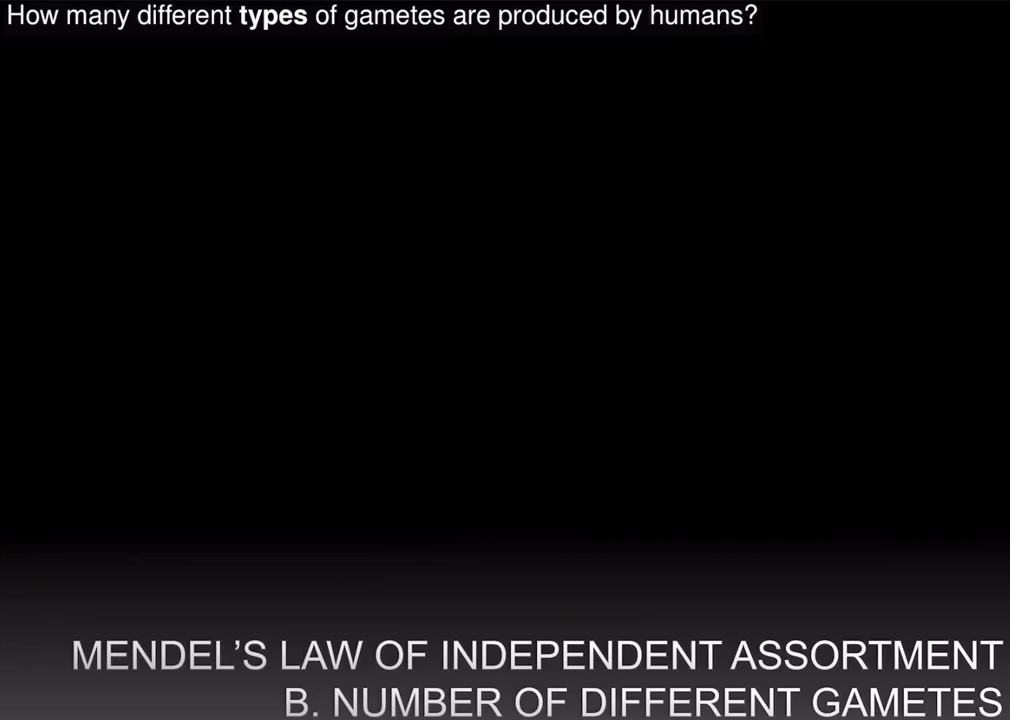 How many different types of gametes are produced by humans?
MENDEL’S LAW OF INDEPENDENT ASSORTMENT
B. NUMBER OF DIFFERENT GAMETES